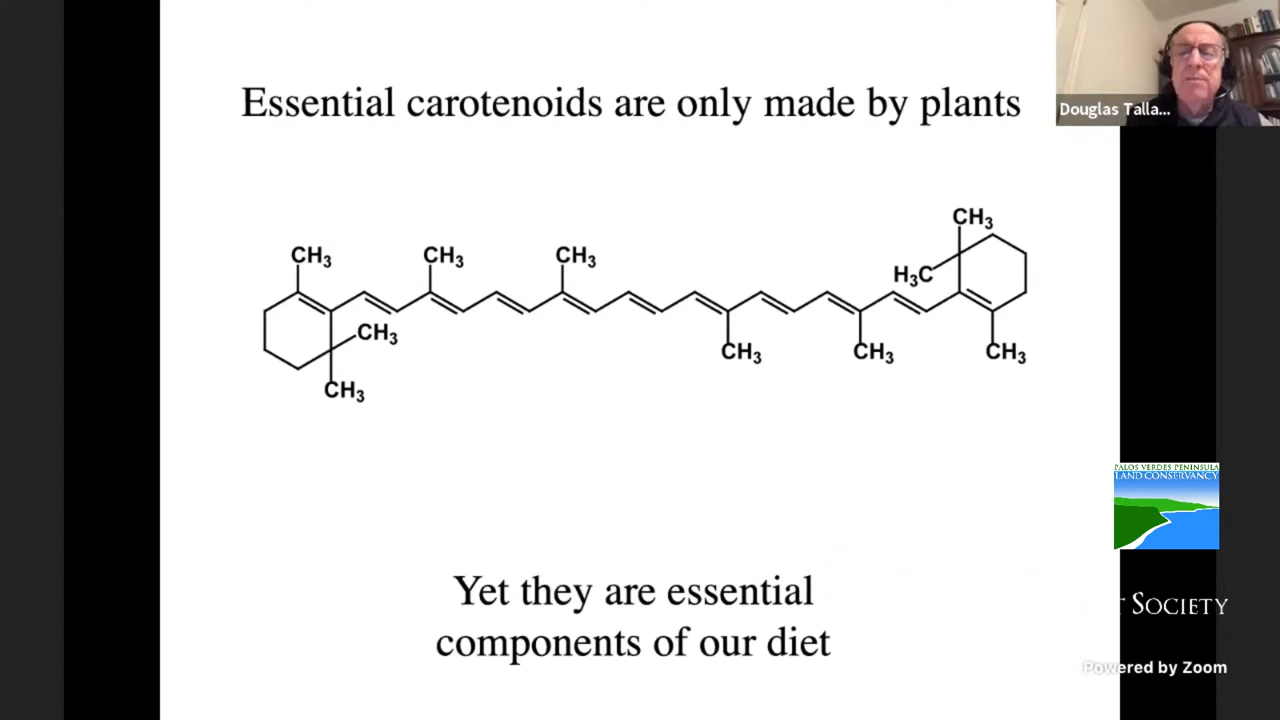 Essential carotenoids are only made by plants
Douglas Talla...
CH3
CH3
CH3
CH3
H3C
CH3
CH3
CH3
CH3
CH3
PALOS VERDES PENINSULA
LAND CONSERVANCY
Yet they are essential
components of our diet
T SOCIETY
Powered by Zoom